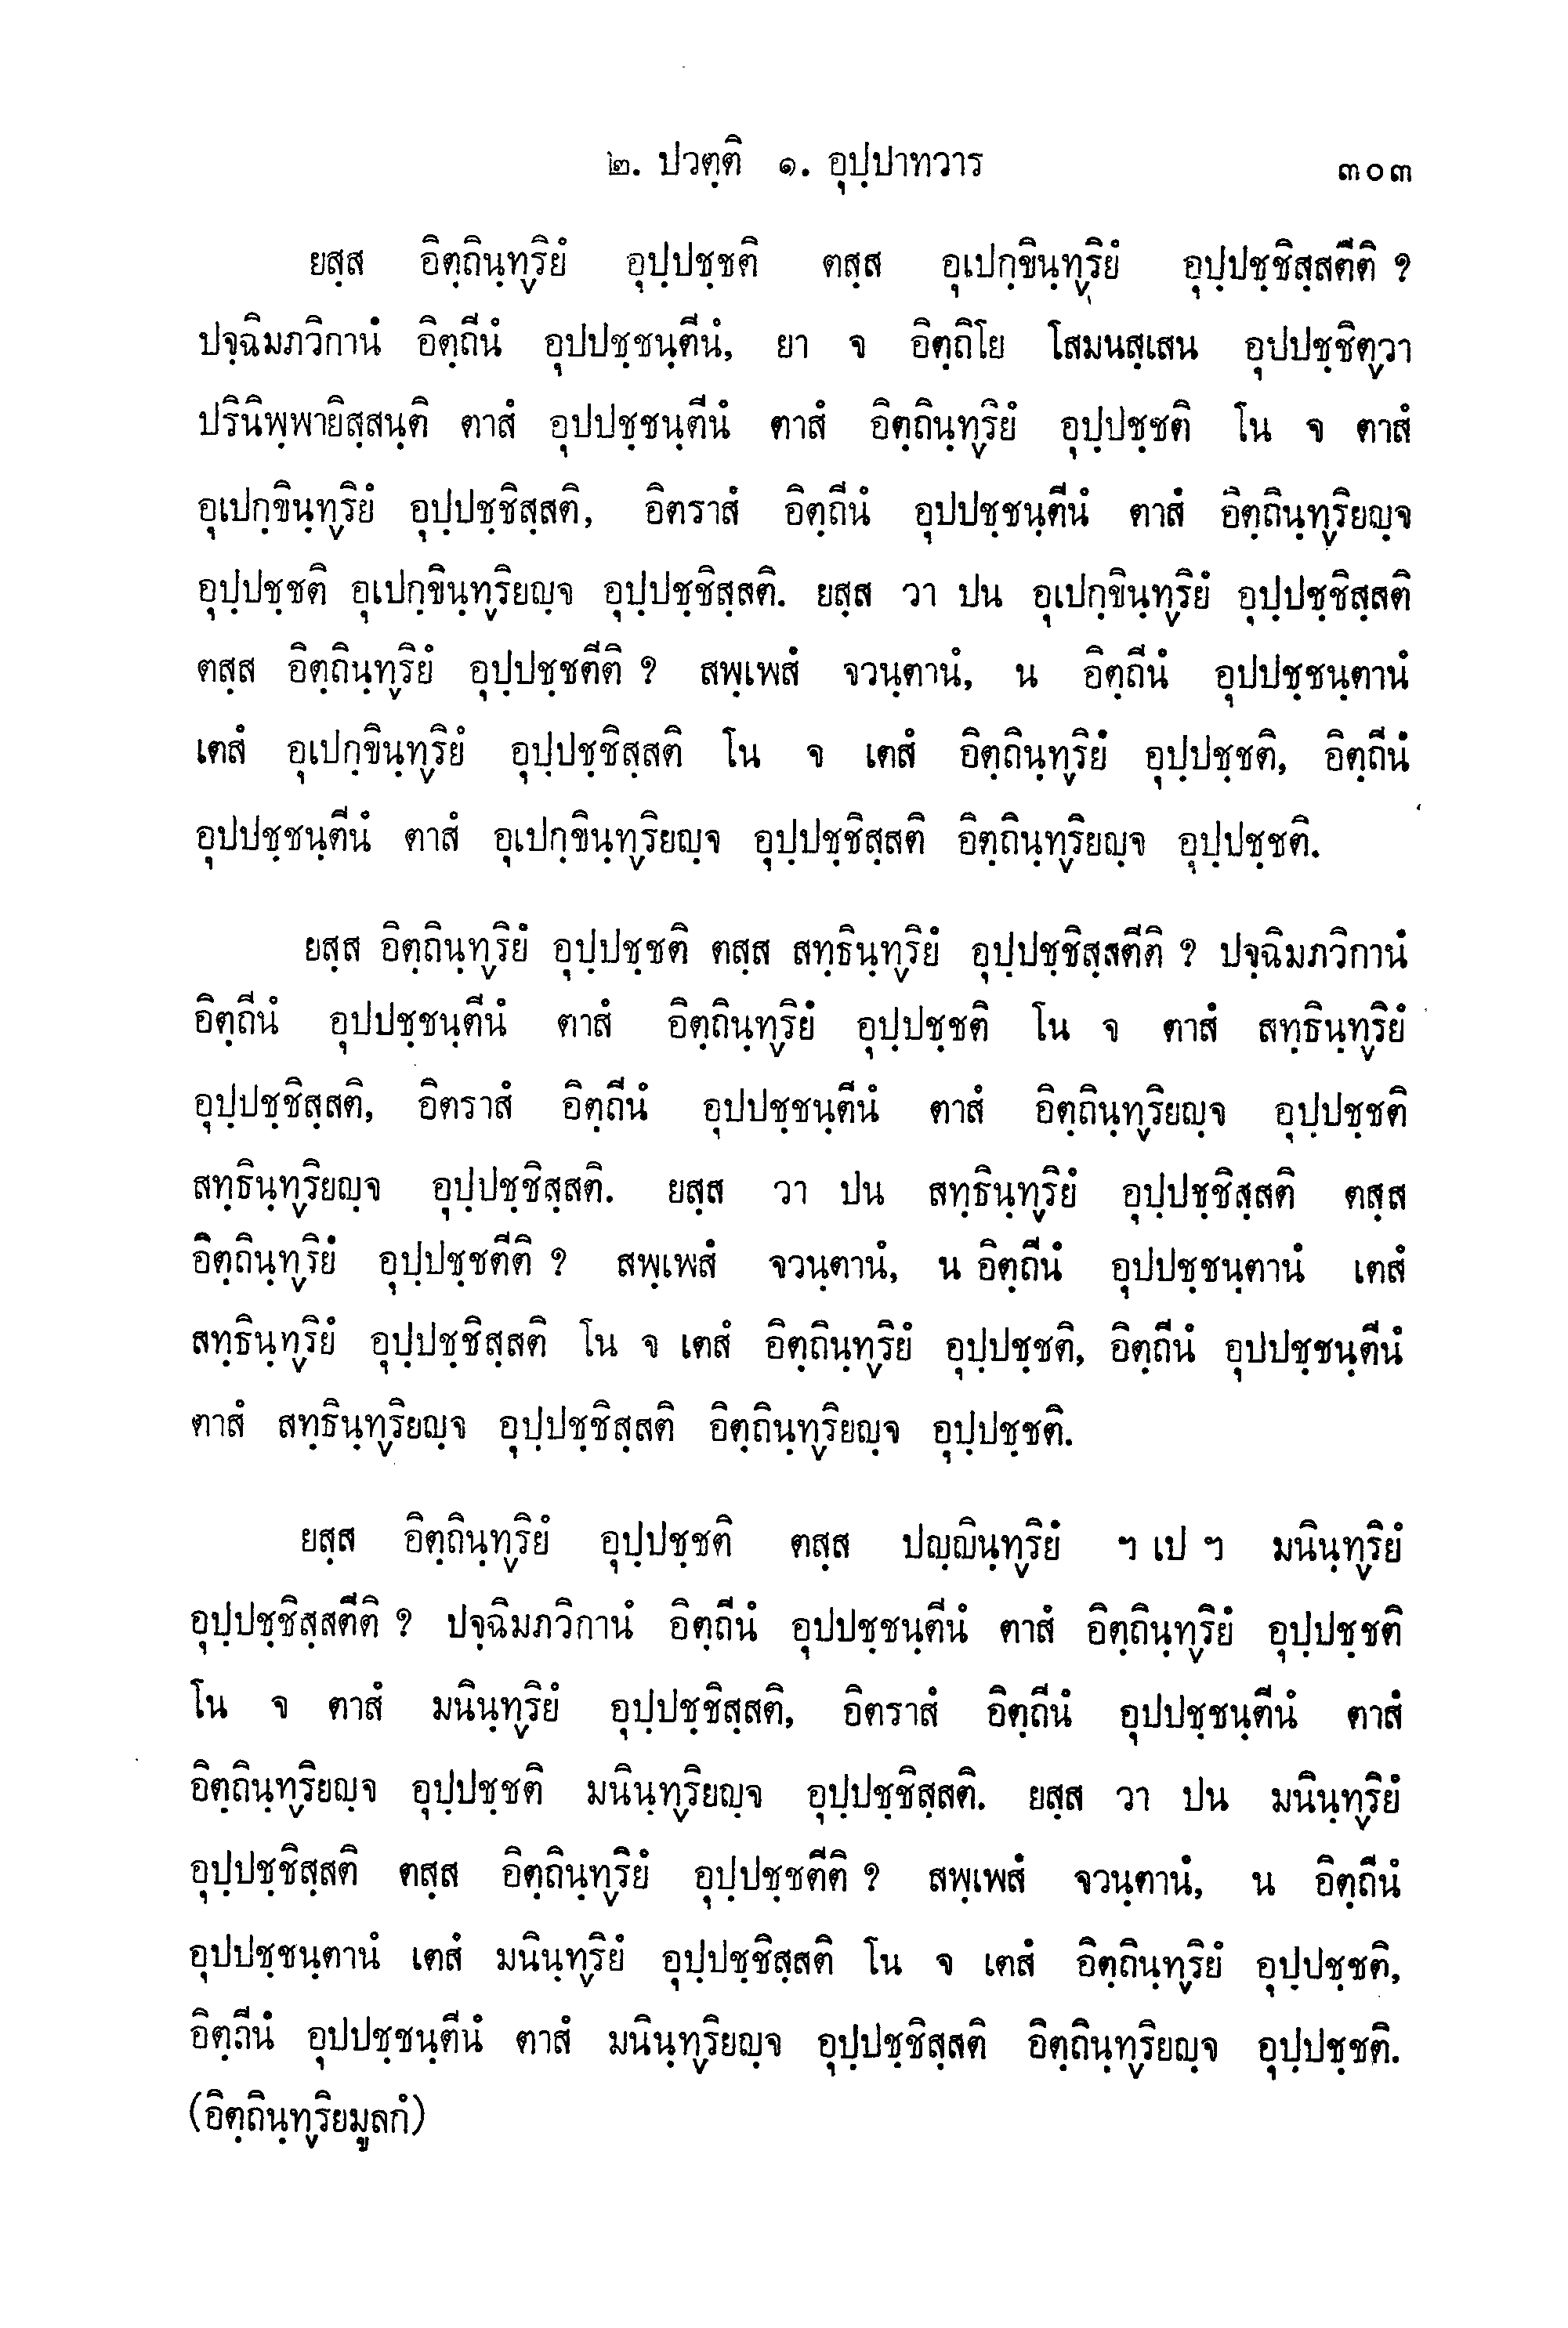 ๒. ปวตฺติ ๑. อุปฺปาทวาร ๓๐๓
ยสฺส อิตฺถินฺทฺริยํ อุปฺปชฺชติ ตสฺส อุเปกฺขินฺทฺริยํ อุปฺปชฺชิสฺสตีติ ?
ปจฺฉิมภวิกานํ อิตฺถีนํ อุปปชฺชนฺตีนํ, ยา จ อิตฺถิโย โสมนสฺเสน อุปปชฺชิตฺวา
ปรินิพฺพายิสฺสนฺติ ตาสํ อุปปชฺชนฺตีนํ ตาสํ อิตฺถินฺทฺริยํ อุปฺปชฺชติ โน จ ตาสํ
อุเปกฺขินฺทฺริยํ อุปฺปชฺชิสฺสติ, อิตราสํ อิตฺถีนํ อุปปชฺชนฺตีนํ ตาสํ อิตฺถินฺทฺริยญฺจ
อุปฺปชฺชติ อุเปกฺขินฺทฺริยญฺจ อุปฺปชฺชิสฺสติ. ยสฺส วา ปน อุเปกฺขินฺทฺริยํ อุปฺปชฺชิสฺสติ
ตสฺส อิตฺถินฺทฺริยํ อุปฺปชฺชตีติ ? สพฺเพสํ จวนฺตานํ, น อิตฺถีนํ อุปปชฺชนฺตานํ
เตสํ อุเปกฺขินฺทฺริยํ อุปฺปชฺชิสฺสติ โน จ เตสํ อิตฺถินฺทฺริยํ อุปฺปชฺชติ, อิตฺถีนํ
อุปปชฺชนฺตีนํ ตาสํ อุเปกฺขินฺทฺริยญฺจ อุปฺปชฺชิสฺสติ อิตฺถินฺทฺริยญฺจ อุปฺปชฺชติ.
ยสฺส อิตฺถินฺทฺริยํ อุปฺปชฺชติ ตสฺส สทฺธินฺทฺริยํ อุปฺปชฺชิสฺสตีติ ? ปจฺฉิมภวิกานํ
อิตฺถีนํ อุปปชฺชนฺตีนํ ตาสํ อิตฺถินฺทฺริยํ อุปฺปชฺชติ โน จ ตาสํ สทฺธินฺทฺริยํ
อุปฺปชฺชิสฺสติ, อิตราสํ อิตฺถีนํ อุปปชฺชนฺตีนํ ตาสํ อิตฺถินฺทฺริยญฺจ อุปฺปชฺชติ
สทฺธินฺทฺริยญฺจ อุปฺปชฺชิสฺสติ. ยสฺส วา ปน สทฺธินฺทฺริยํ อุปฺปชฺชิสฺสติ ตสฺส
อิตฺถินฺทฺริยํ อุปฺปชฺชตีติ ? สพฺเพสํ จวนฺตานํ, น อิตฺถีนํ อุปปชฺชนฺตานํ เตสํ
สทฺธินฺทฺริยํ อุปฺปชฺชิสฺสติ โน จ เตสํ อิตฺถินฺทฺริยํ อุปฺปชฺชติ, อิตฺถีนํ อุปปชฺชนฺตีนํ
ตาสํ สทฺธินฺทฺริยญฺจ อุปฺปชฺชิสฺสติ อิตฺถินฺทฺริยญฺจ อุปฺปชฺชติ.
ยสฺส อิตฺถินฺทฺริยํ อุปฺปชฺชติ ตสฺส ปญฺญินฺทฺริยํ ฯ เป ฯ มนินฺทฺริยํ
อุปฺปชฺชิสฺสตีติ ? ปจฺฉิมภวิกานํ อิตฺถีนํ อุปปชฺชนฺตีนํ ตาสํ อิตฺถินฺทฺริยํ อุปฺปชฺชติ
โน จ ตาสํ มนินฺทฺริยํ อุปฺปชฺชิสฺสติ, อิตราสํ อิตฺถีนํ อุปปชฺชนฺตีนํ ตาสํ
อิตฺถินฺทฺริยญฺจ อุปฺปชฺชติ มนินฺทฺริยญฺจ อุปฺปชฺชิสฺสติ. ยสฺส วา ปน มนินฺทฺริยํ
อุปฺปชฺชิสฺสติ ตสฺส อิตฺถินฺทฺริยํ อุปฺปชฺชตีติ ? สพฺเพสํ จวนฺตานํ, น อิตฺถีนํ
อุปปชฺชนฺตานํ เตสํ มนินฺทฺริยํ อุปฺปชฺชิสฺสติ โน จ เตสํ อิตฺถินฺทฺริยํ อุปฺปชฺชติ,
อิตฺถีนํ อุปปชฺชนฺตีนํ ตาสํ มนินฺทฺริยญฺจ อุปฺปชฺชิสฺสติ อิตฺถินฺทฺริยญฺจ อุปฺปชฺชติ.
(อิตฺถินฺทฺริยมูลกํ)